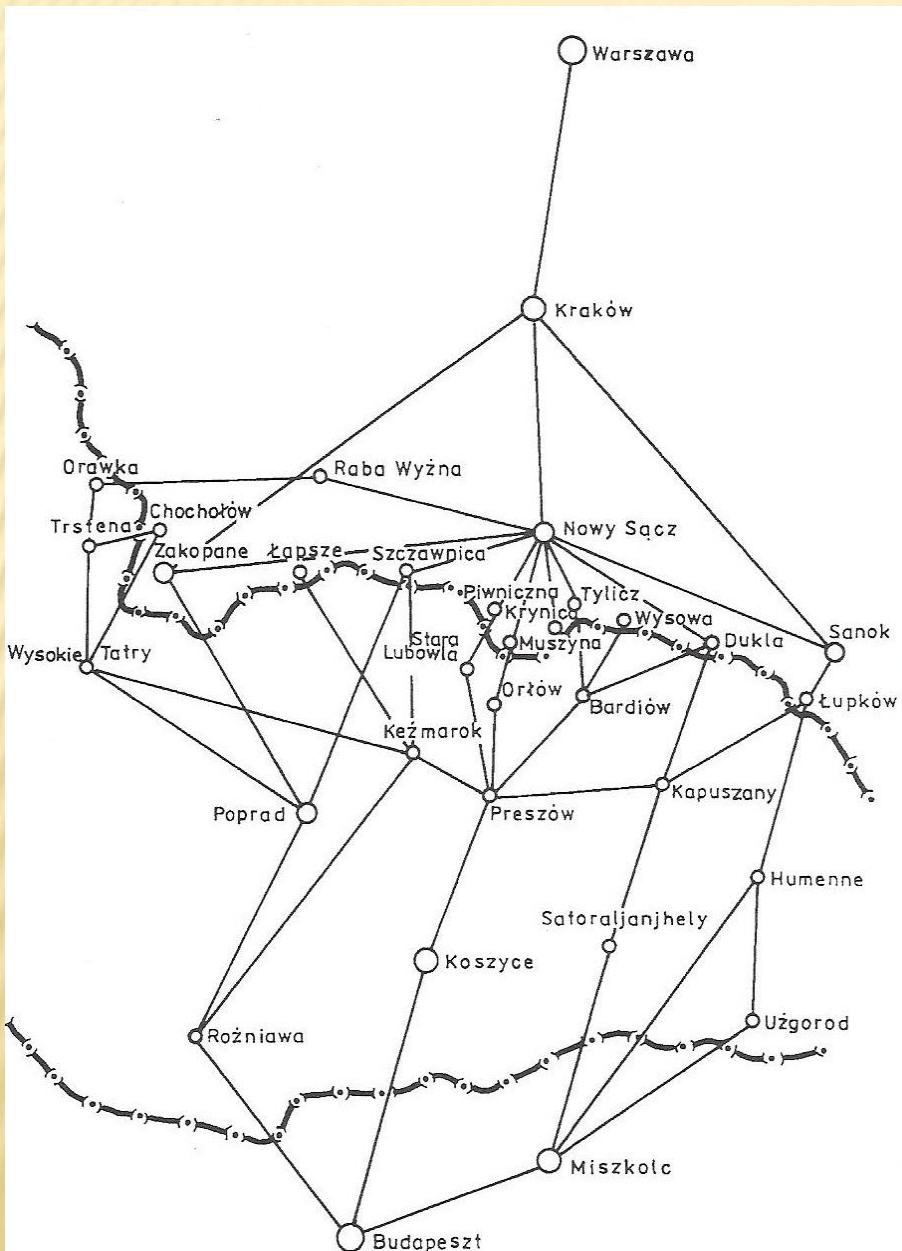 Warszawa
Kraków
Orawka
Raba Wyżna
Chochołów
Trstena
Nowy Sącz
Zakopane
Łapsze
Szczawnica
Piwniczna
Tylicz
Krynica
Wysowa
Stara
Lubowla
Muszyna
Dukla
Sanok
Wysokie Tatry
Orłów
Bardiów
Łupków
Keżmarok
Poprad
Preszów
Kapuszany
Humenne
Satoraljanjhely
Koszyce
Użgorod
Rożniawa
Miszkolc
Budapeszt